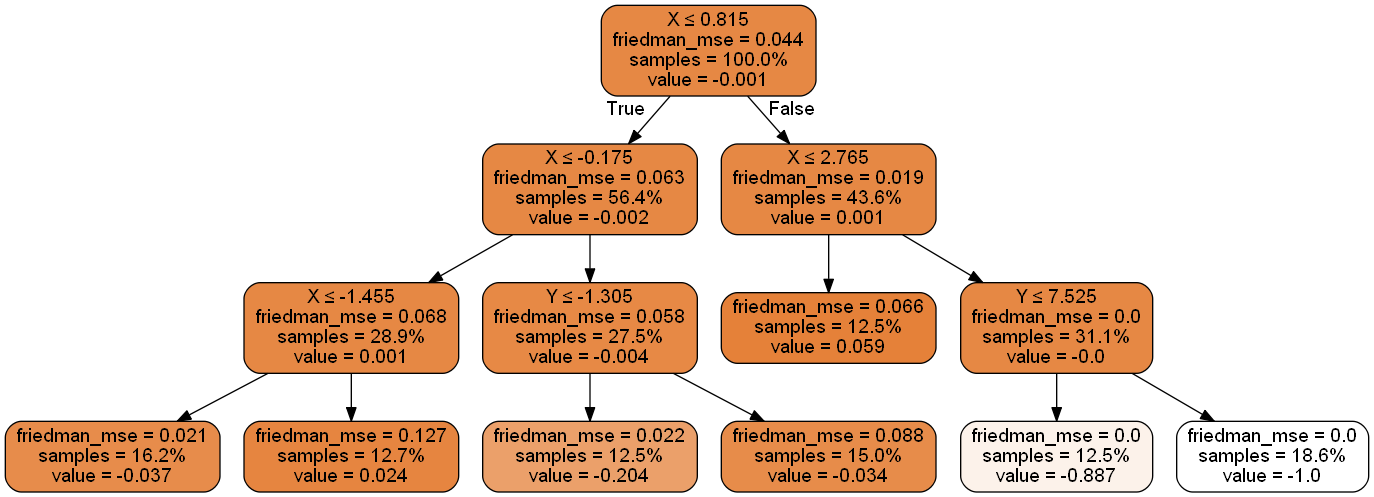 X ≤ 0.815
friedman_mse = 0.044
samples = 100.0%
value = -0.001
True
False
X ≤ -0.175
friedman_mse = 0.063
samples = 56.4%
value = -0.002
X ≤ 2.765
friedman_mse = 0.019
samples = 43.6%
value = 0.001
X ≤ -1.455
friedman_mse = 0.068
samples = 28.9%
value = 0.001
Y ≤ -1.305
friedman_mse = 0.058
samples = 27.5%
value = -0.004
friedman_mse = 0.066
samples = 12.5%
value = 0.059
Y ≤ 7.525
friedman_mse = 0.0
samples = 31.1%
value = -0.0
friedman_mse = 0.021
samples = 16.2%
value = -0.037
friedman_mse = 0.127
samples = 12.7%
value = 0.024
friedman_mse = 0.022
samples = 12.5%
value = -0.204
friedman_mse = 0.088
samples = 15.0%
value = -0.034
friedman_mse = 0.0
samples = 12.5%
value = -0.887
friedman_mse = 0.0
samples = 18.6%
value = -1.0